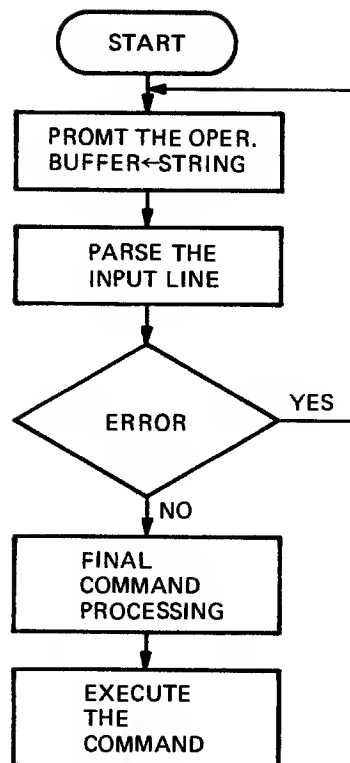 START
PROMT THE OPER.
BUFFER←STRING
PARSE THE
INPUT LINE
ERROR
YES
NO
FINAL
COMMAND
PROCESSING
EXECUTE
THE
COMMAND